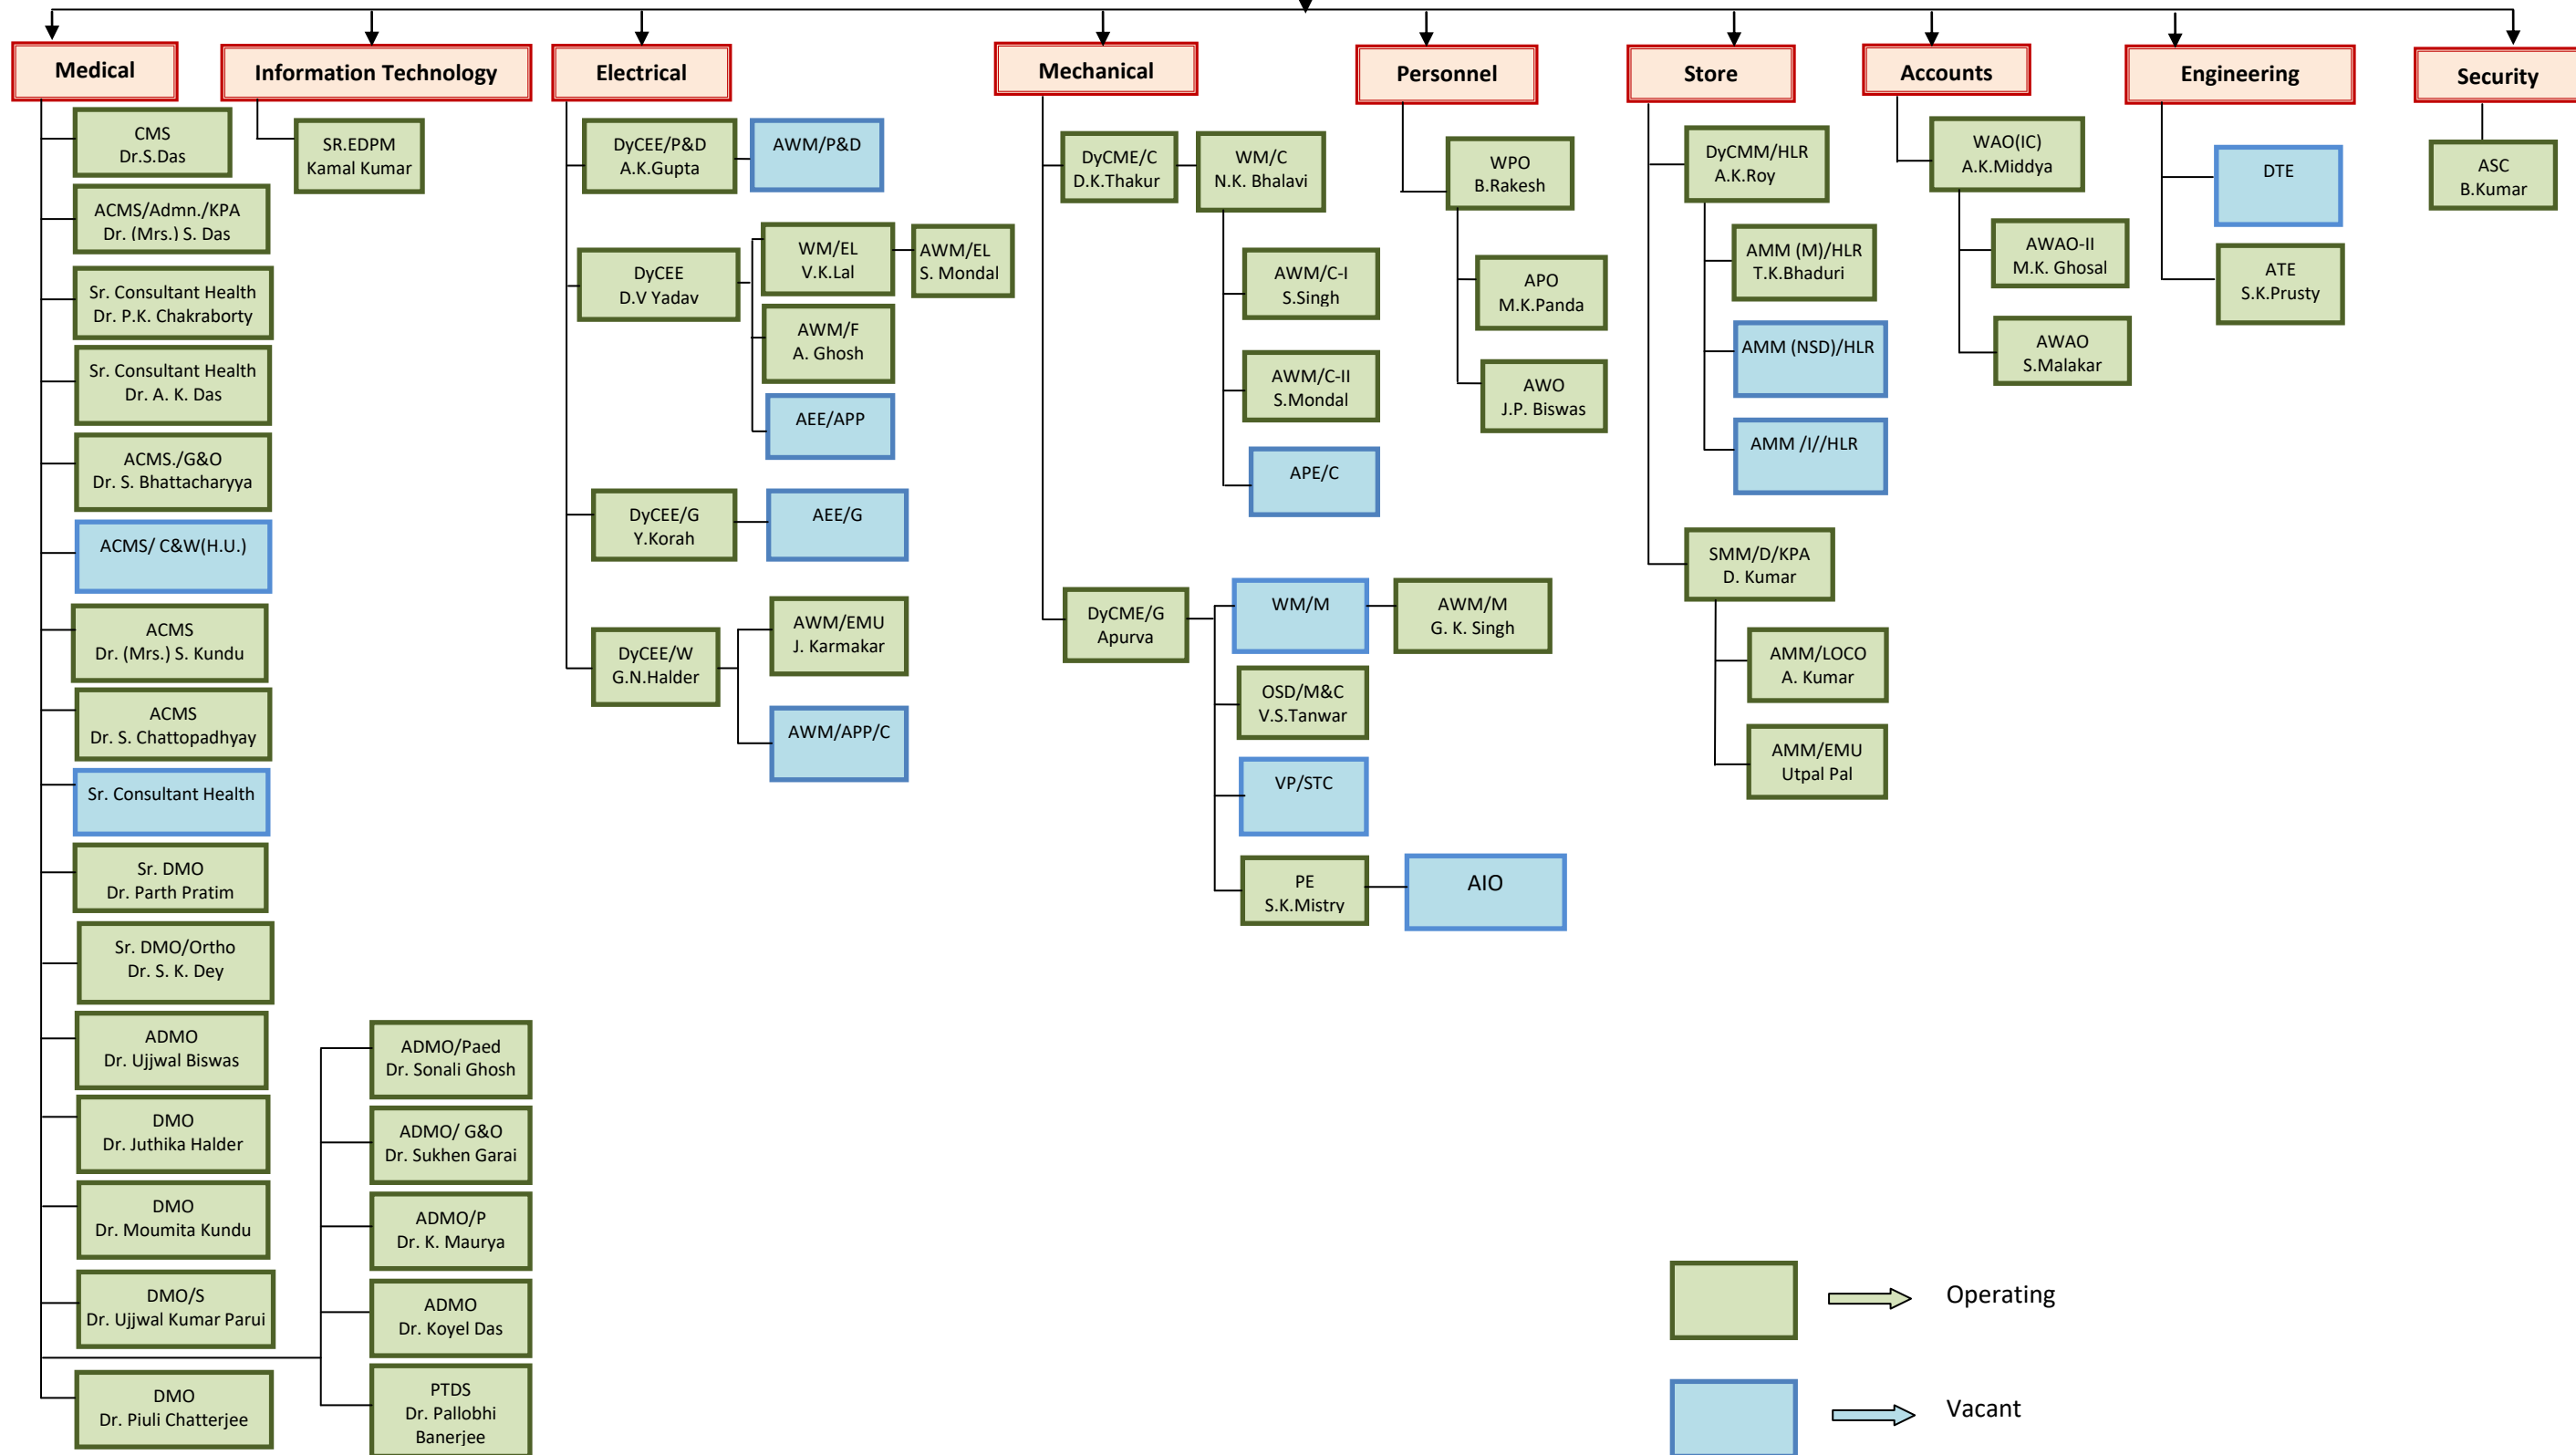 Medical
Information Technology
Electrical
Mechanical
Personnel
Store
Accounts
Engineering
Security
CMS
Dr.S.Das
ACMS/Admn./KPA
Dr. (Mrs.) S. Das
Sr. Consultant Health
Dr. P.K. Chakraborty
Sr. Consultant Health
Dr. A. K. Das
ACMS./G&O
Dr. S. Bhattacharyya
ACMS/ C&W(H.U.)
ACMS
Dr. (Mrs.) S. Kundu
ACMS
Dr. S. Chattopadhyay
Sr. Consultant Health
Sr. DMO
Dr. Parth Pratim
Sr. DMO/Ortho
Dr. S. K. Dey
ADMO
Dr. Ujjwal Biswas
DMO
Dr. Juthika Halder
DMO
Dr. Moumita Kundu
DMO/S
Dr. Ujjwal Kumar Parui
DMO
Dr. Piuli Chatterjee
ADMO/Paed
Dr. Sonali Ghosh
ADMO/ G&O
Dr. Sukhen Garai
ADMO/P
Dr. K. Maurya
ADMO
Dr. Koyel Das
PTDS
Dr. Pallobhi
Banerjee
SR.EDPM
Kamal Kumar
DyCEE/P&D
A.K.Gupta
AWM/P&D
DyCEE
D.V Yadav
WM/EL
V.K.Lal
AWM/EL
S. Mondal
AWM/F
A. Ghosh
AEE/APP
DyCEE/G
Y.Korah
AEE/G
DyCEE/W
G.N.Halder
AWM/EMU
J. Karmakar
AWM/APP/C
DyCME/C
D.K.Thakur
WM/C
N.K. Bhalavi
AWM/C-I
S.Singh
AWM/C-II
S.Mondal
APE/C
DyCME/G
Apurva
WM/M
AWM/M
G. K. Singh
OSD/M&C
V.S.Tanwar
VP/STC
PE
S.K.Mistry
AIO
WPO
B.Rakesh
APO
M.K.Panda
AWO
J.P. Biswas
DyCMM/HLR
A.K.Roy
AMM (M)/HLR
T.K.Bhaduri
AMM (NSD)/HLR
AMM /I//HLR
SMM/D/KPA
D. Kumar
AMM/LOCO
A. Kumar
AMM/EMU
Utpal Pal
WAO(IC)
A.K.Middya
AWAO-II
M.K. Ghosal
AWAO
S.Malakar
DTE
ATE
S.K.Prusty
ASC
B.Kumar
Operating
Vacant